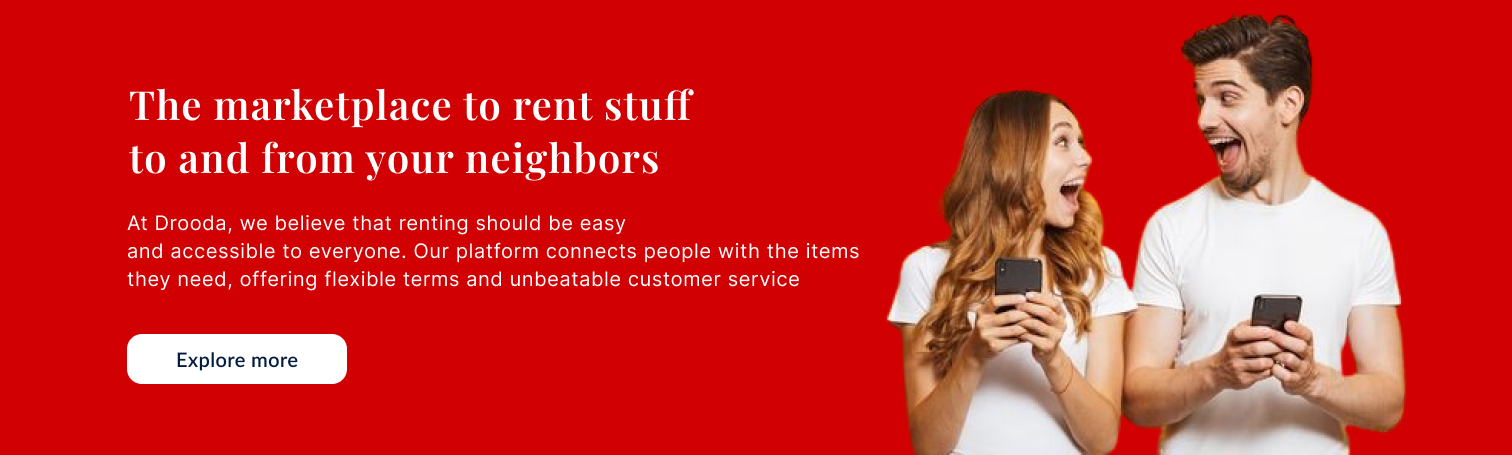 The marketplace to rent stuff
to and from your neighbors
At Drooda, we believe that renting should be easy
and accessible to everyone. Our platform connects people with the items
they need, offering flexible terms and unbeatable customer service
Explore more